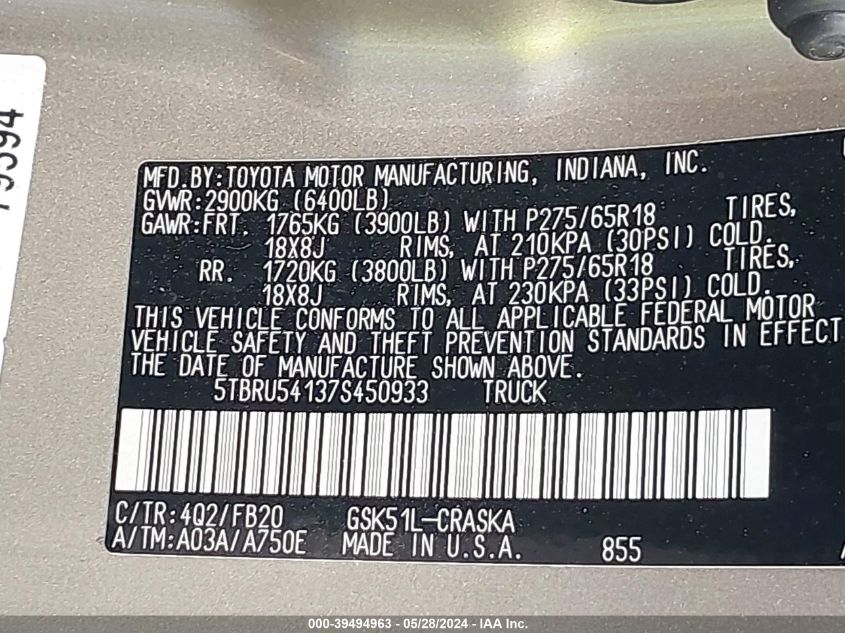 MFD.BY:TOYOTA MOTOR MANUFACTURING, INDIANA, INC.
GVWR:2900KG (6400LB)
GAWR:FRT. 1765KG (3900LB) WITH P275/65R18 TIRES,
18X8J RIMS, AT 210KPA (30PSI) COLD.
RR. 1720KG (3800LB) WITH P275/65R18 TIRES,
18X8J RIMS, AT 230KPA (33PSI) COLD.
THIS VEHICLE CONFORMS TO ALL APPLICABLE FEDERAL MOTOR
VEHICLE SAFETY AND THEFT PREVENTION STANDARDS IN EFFECT
THE DATE OF MANUFACTURE SHOWN ABOVE.
5TBRU54137S450933 TRUCK
C/TR:4Q2/FB20 GSK51L-CRASKA
A/TM:A03A/A750E MADE IN U.S.A. 855
000-39494963 - 05/28/2024 - IAA Inc.